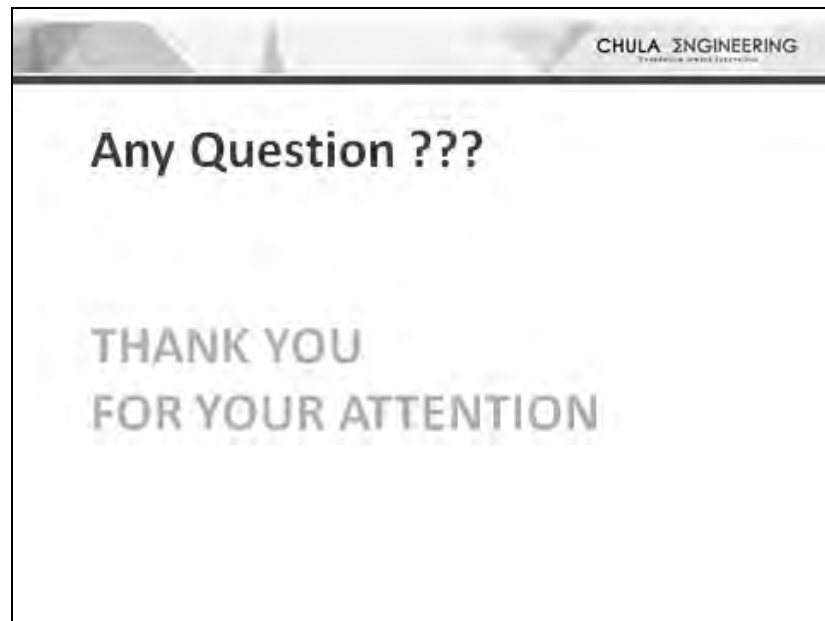 CHULA ΣNGINEERING
Any Question ???
THANK YOU
FOR YOUR ATTENTION